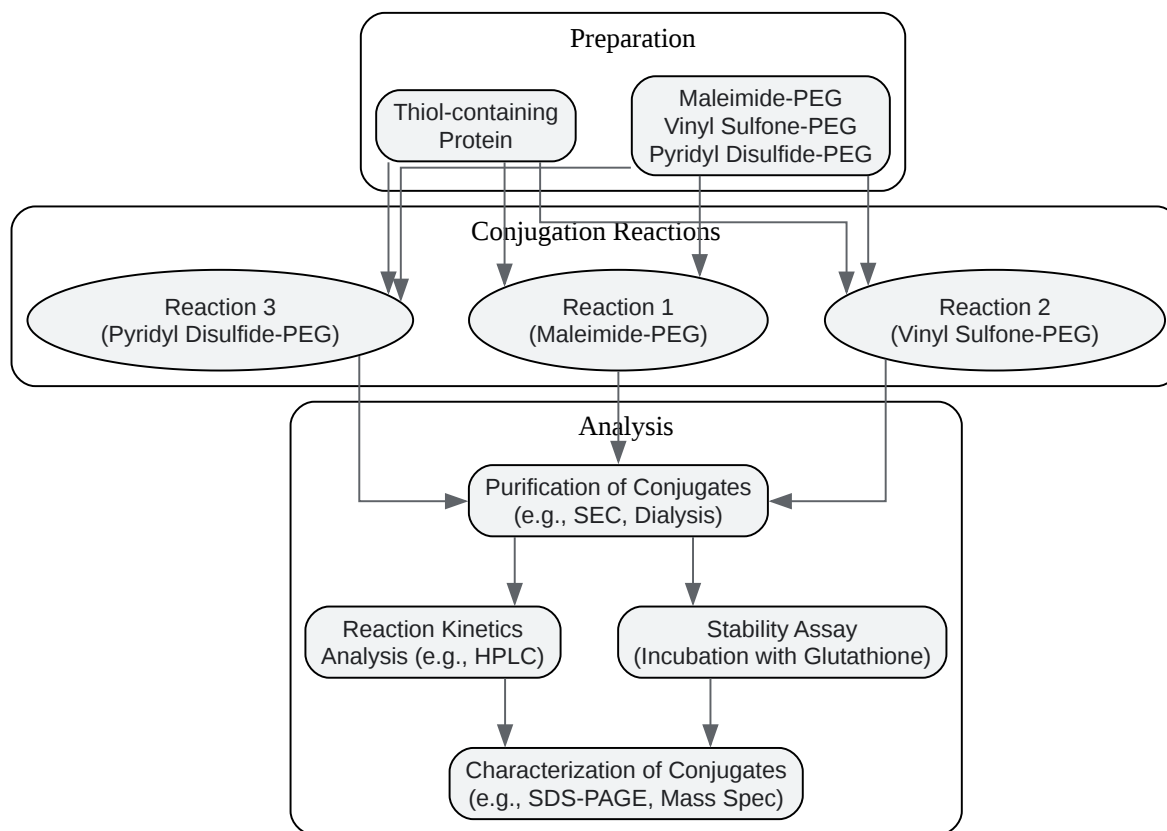 Preparation
Thiol-containing
Protein
Maleimide-PEG
Vinyl Sulfone-PEG
Pyridyl Disulfide-PEG
Conjugation Reactions
Reaction 3
(Pyridyl Disulfide-PEG)
Reaction 1
(Maleimide-PEG)
Reaction 2
(Vinyl Sulfone-PEG)
Analysis
Purification of Conjugates
(e.g., SEC, Dialysis)
Reaction Kinetics
Analysis (e.g., HPLC)
Stability Assay
(Incubation with Glutathione)
Characterization of Conjugates
(e.g., SDS-PAGE, Mass Spec)